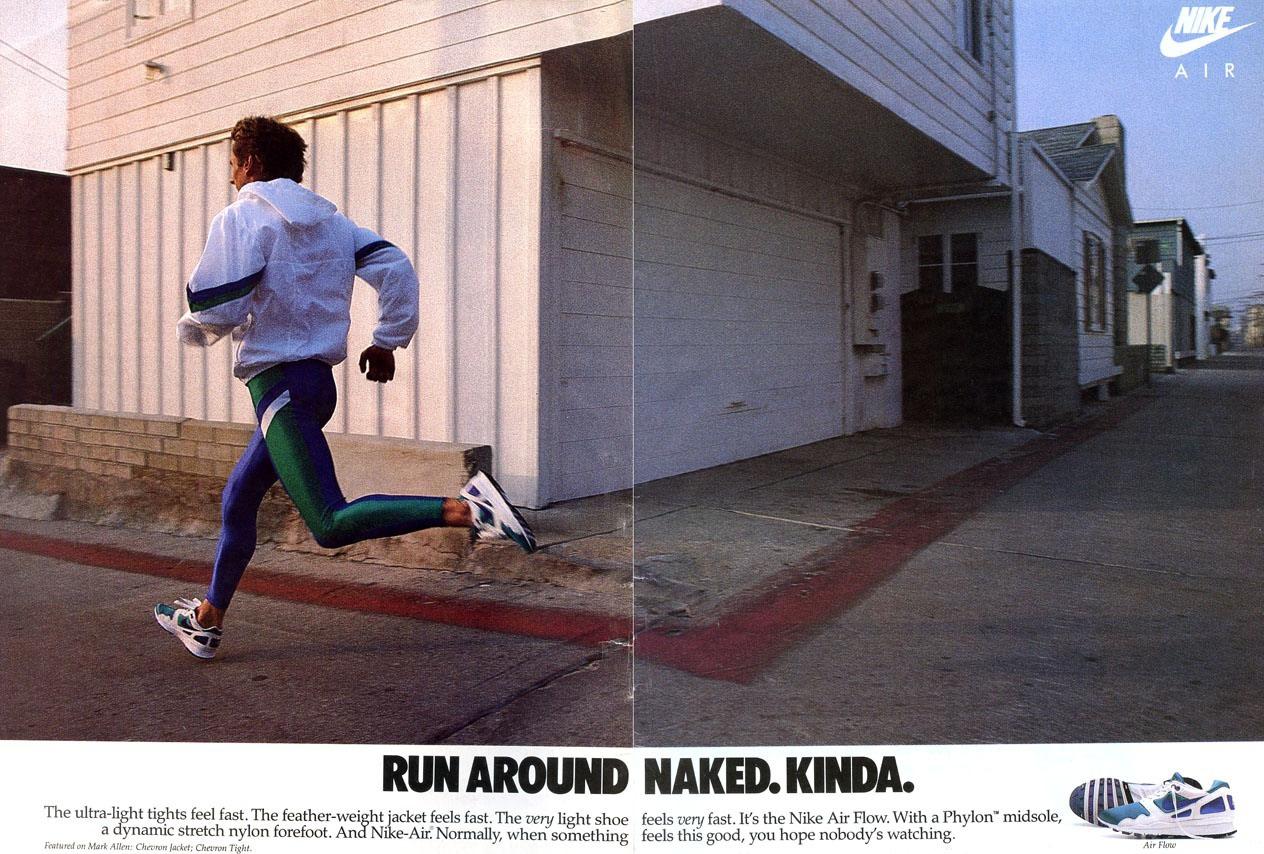 NIKE
AIR
RUN AROUND NAKED. KINDA.
The ultra-light tights feel fast. The feather-weight jacket feels fast. The very light shoe feels very fast. It's the Nike Air Flow. With a Phylon™ midsole,
a dynamic stretch nylon forefoot. And Nike-Air.® Normally, when something feels this good, you hope nobody's watching.
Featured on Mark Allen: Chevron Jacket; Chevron Tight.
Air Flow